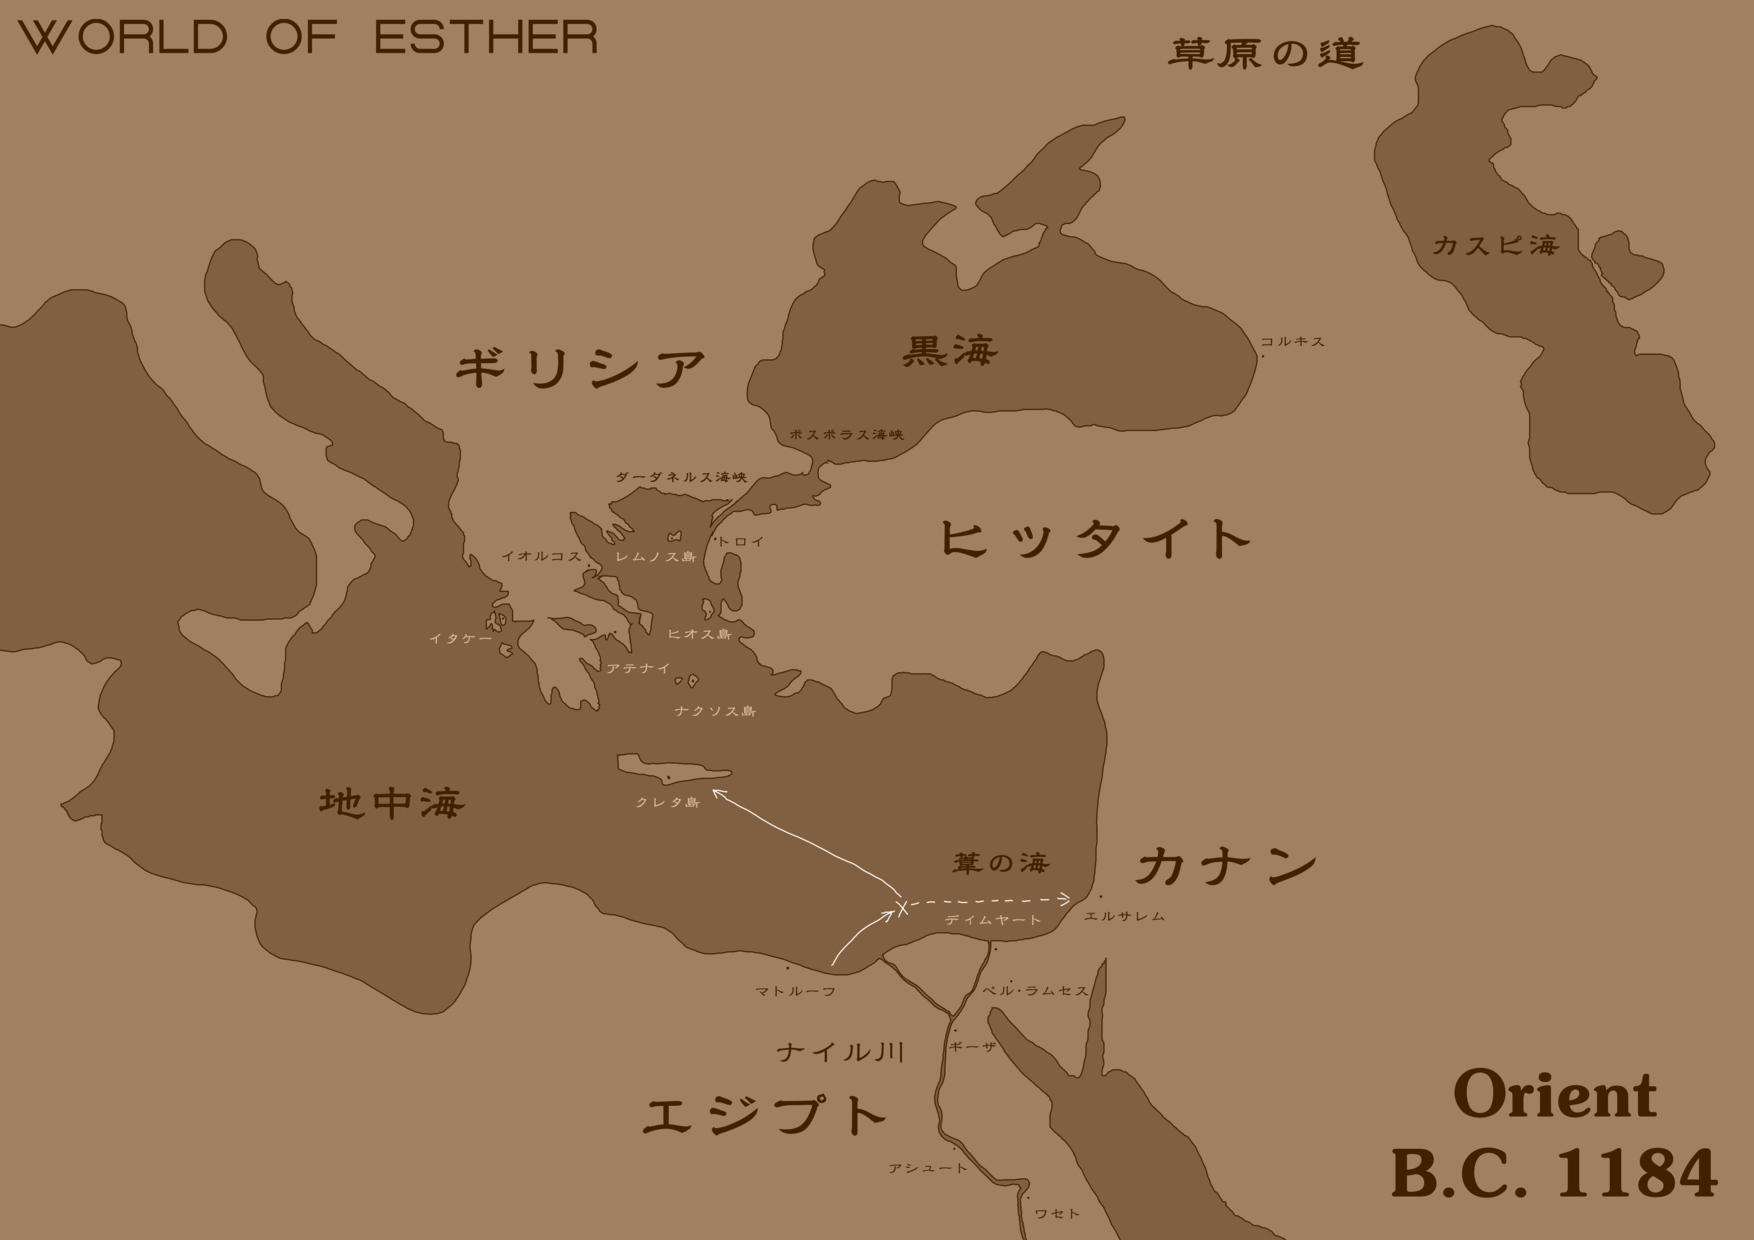 WORLD OF ESTHER
草原の道
カスピ海
黒海
コルキス
ギリシア
ボスポラス海峡
ダーダネルス海峡
ヒッタイト
トロイ
イオルコス
レムノス島
ヒオス島
イタケー
アテナイ
ナクソス島
地中海
クレタ島
葦の海
カナン
ディムヤート
エルサレム
マトルーフ
ペル・ラムセス
ナイル川
ギーザ
エジプト
アシュート
ワセト
Orient
B.C. 1184